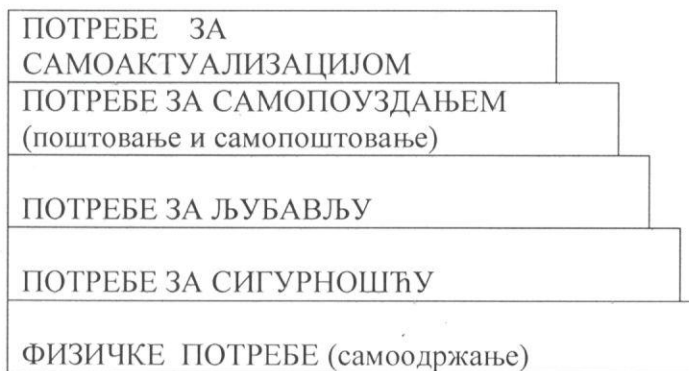 ПОТРЕБЕ ЗА
САМОАКТУАЛИЗАЦИЈОМ
ПОТРЕБЕ ЗА САМОПОУЗДАЊЕМ
(поштовање и самопоштовање)
ПОТРЕБЕ ЗА ЉУБАВЉУ
ПОТРЕБЕ ЗА СИГУРНОШЋУ
ФИЗИЧКЕ ПОТРЕБЕ (самоодржање)